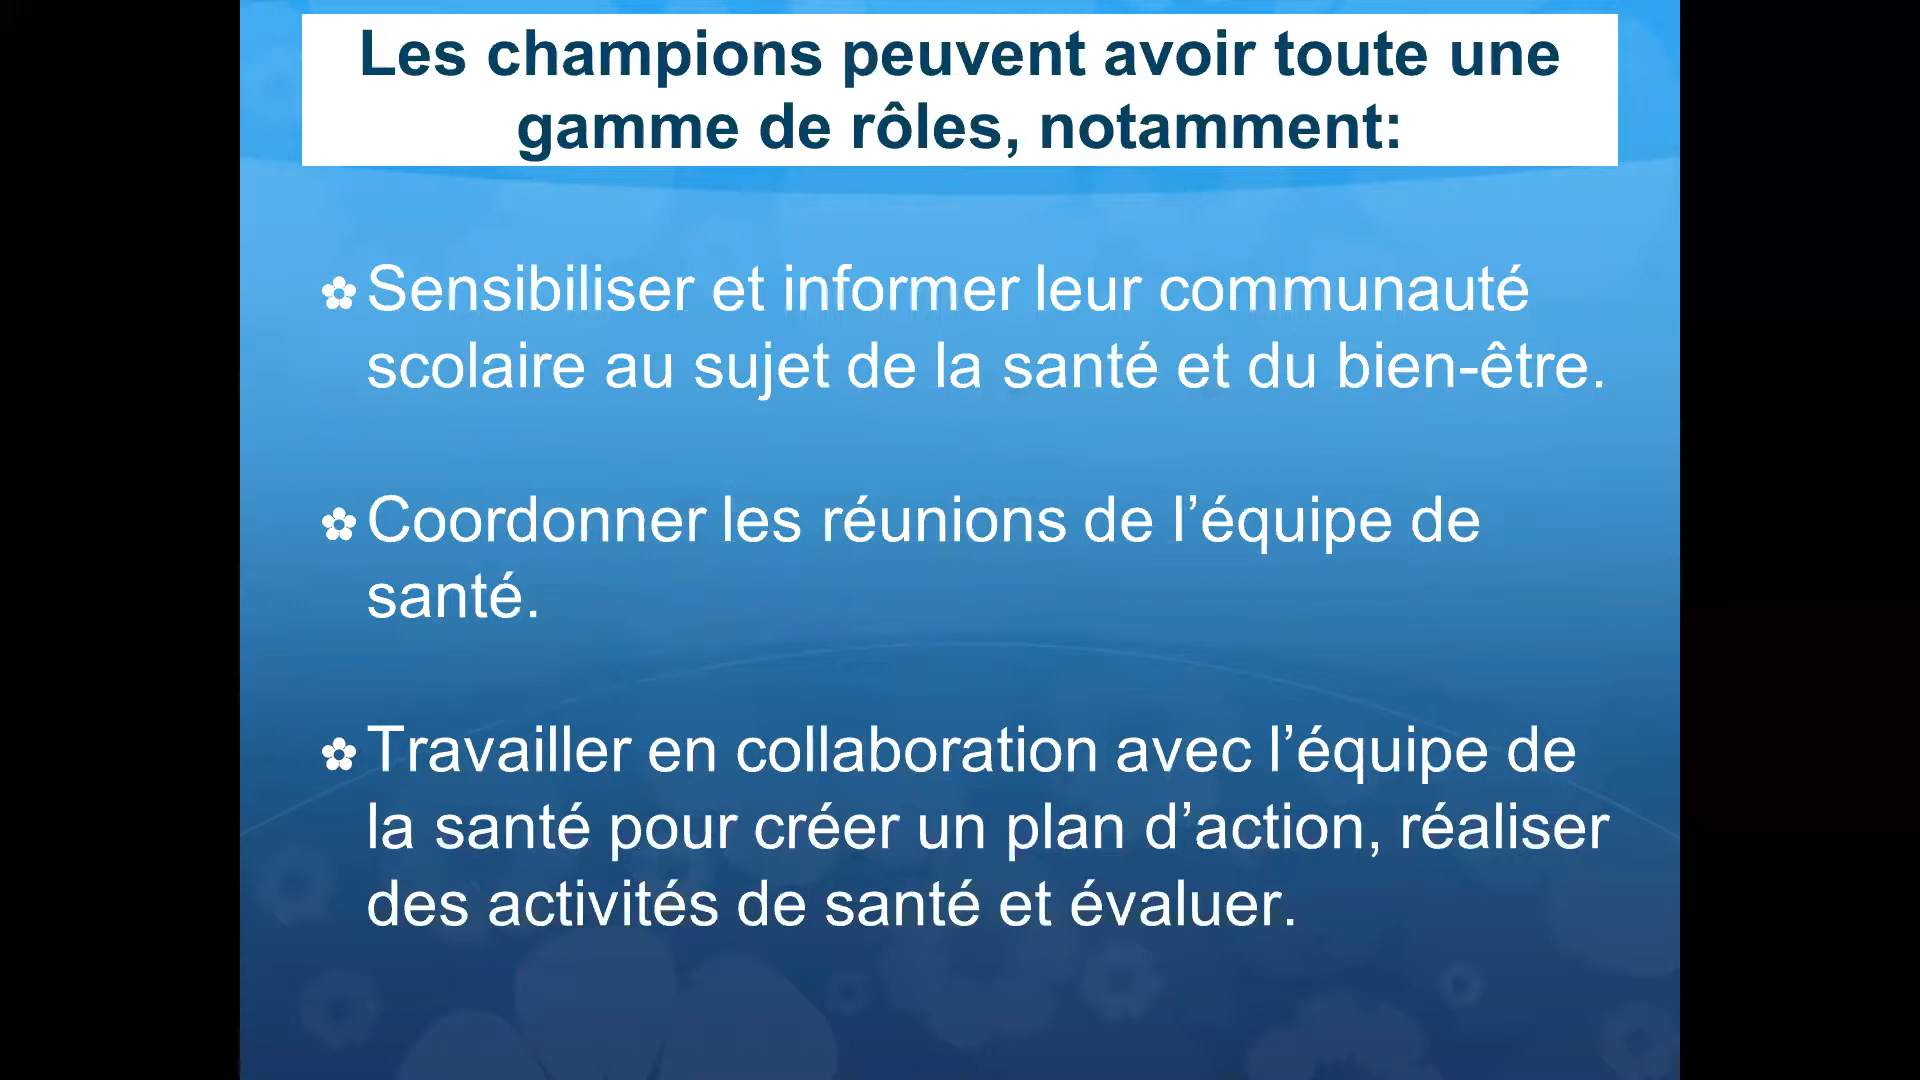 Les champions peuvent avoir toute une
gamme de rôles, notamment:
Sensibiliser et informer leur communauté
scolaire au sujet de la santé et du bien-être.
Coordonner les réunions de l’équipe de
santé.
Travailler en collaboration avec l’équipe de
la santé pour créer un plan d’action, réaliser
des activités de santé et évaluer.